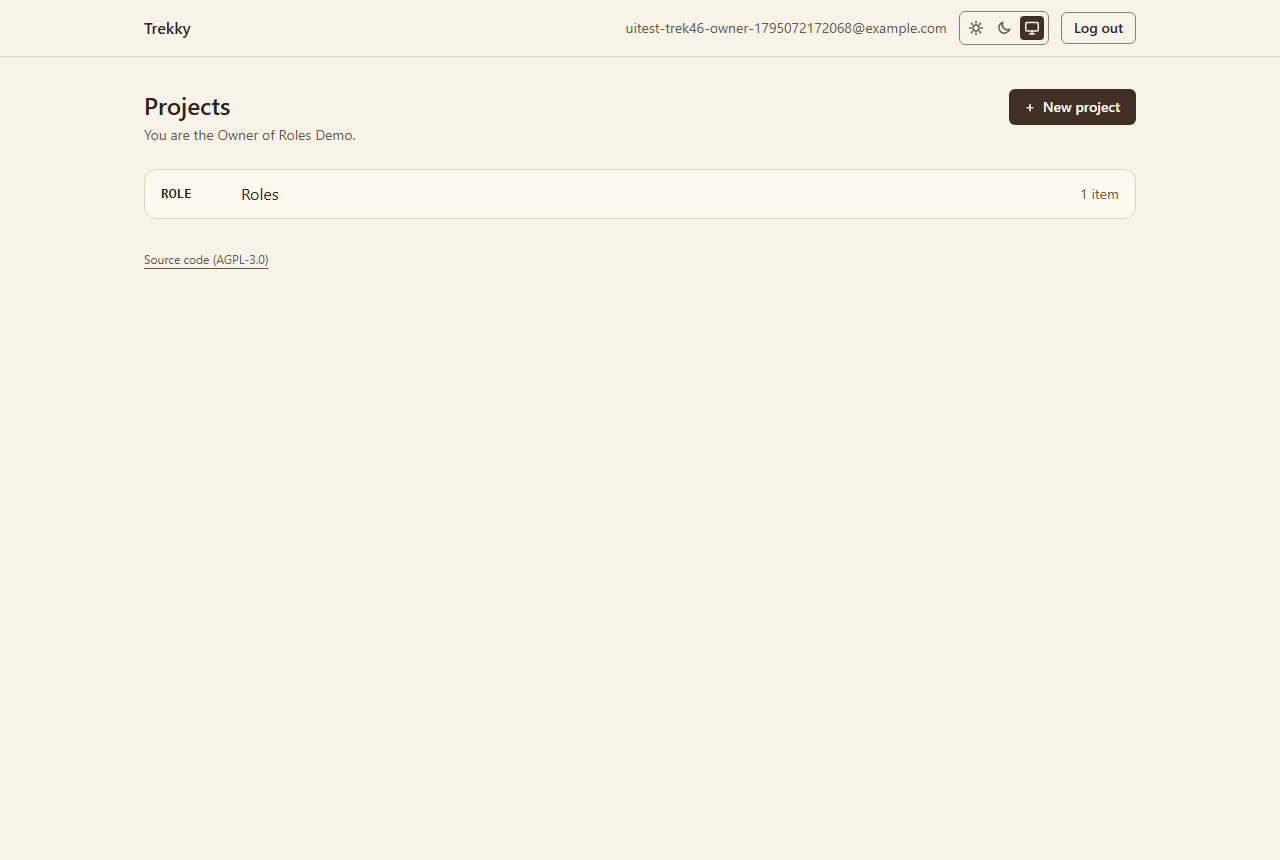 Trekky
uitest-trek46-owner-1795072172068@example.com
Log out
Projects
+ New project
You are the Owner of Roles Demo.
ROLE Roles 1 item
Source code (AGPL-3.0)